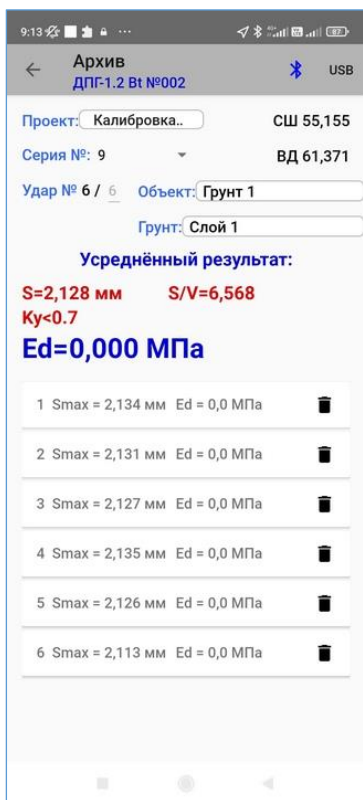 9:13
Архив
ДПГ-1.2 Bt №002
USB
Проект: Калибровка..
СШ 55,155
Серия №: 9
ВД 61,371
Удар № 6 / 6 Объект: Грунт 1
Грунт: Слой 1
Усреднённый результат:
S=2,128 мм S/V=6,568
Ky<0.7
Ed=0,000 МПа
1 Smax = 2,134 мм Ed = 0,0 МПа
2 Smax = 2,131 мм Ed = 0,0 МПа
3 Smax = 2,127 мм Ed = 0,0 МПа
4 Smax = 2,135 мм Ed = 0,0 МПа
5 Smax = 2,126 мм Ed = 0,0 МПа
6 Smax = 2,113 мм Ed = 0,0 МПа